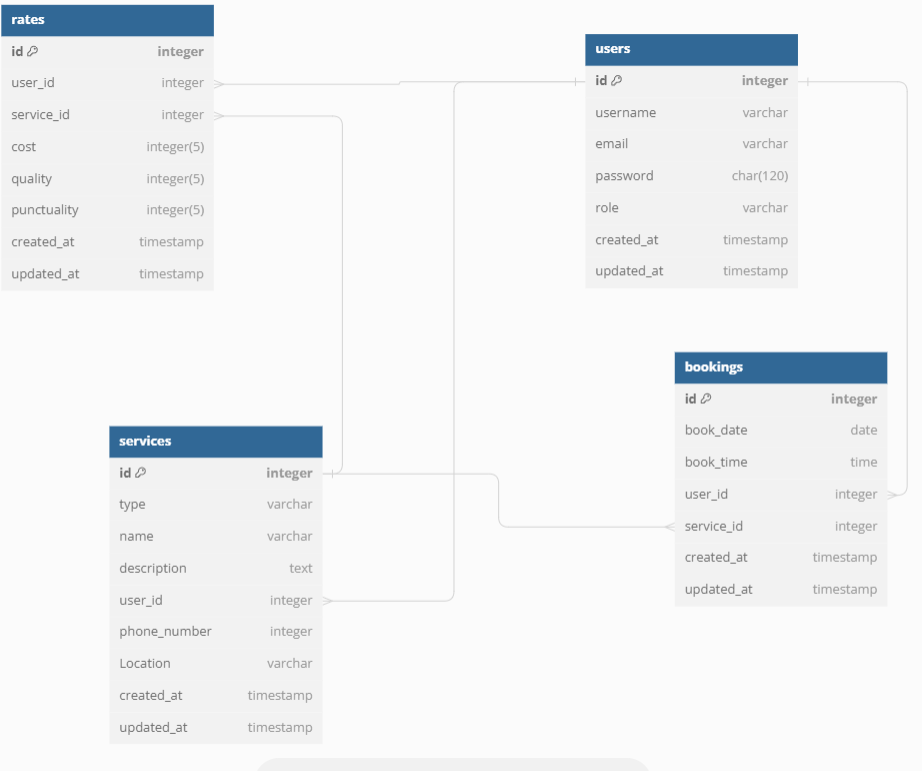 rates
id integer
user_id integer
service_id integer
cost integer(5)
quality integer(5)
punctuality integer(5)
created_at timestamp
updated_at timestamp
users
id integer
username varchar
email varchar
password char(120)
role varchar
created_at timestamp
updated_at timestamp
bookings
id integer
book_date date
book_time time
user_id integer
service_id integer
created_at timestamp
updated_at timestamp
services
id integer
type varchar
name varchar
description text
user_id integer
phone_number integer
Location varchar
created_at timestamp
updated_at timestamp